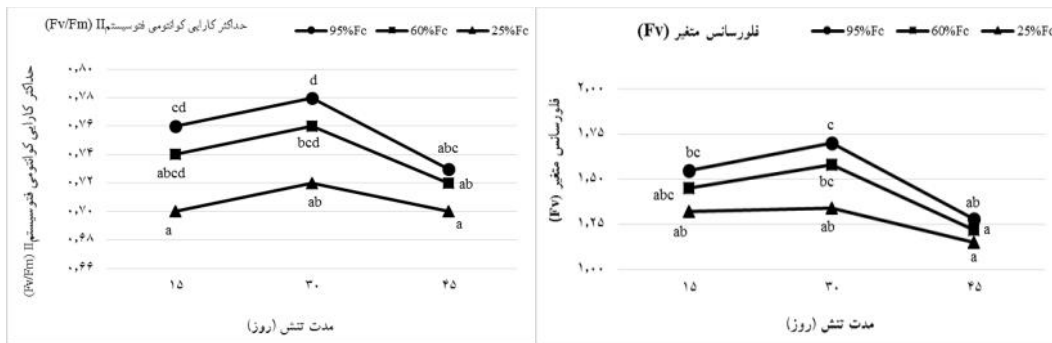 حداکثر کارایی کوانتومی فتوسیستم II (Fv/Fm)
95%Fc 60%Fc 25%Fc
حداکثر کارایی کوانتومی فتوسیستم II (Fv/Fm)
۰,۸۰
۰,۷۸
۰,۷۶
۰,۷۴
۰,۷۲
۰,۷۰
۰,۶۸
۰,۶۶
cd
d
abc
abcd
bcd
ab
a
ab
a
۱۵ ۳۰ ۴۵
مدت تنش (روز)
فلورسانس متغیر (Fv)
95%Fc 60%Fc 25%Fc
فلورسانس متغیر (Fv)
۲,۰۰
۱,۷۵
۱,۵۰
۱,۲۵
۱,۰۰
bc
c
ab
abc
bc
a
ab
ab
a
۱۵ ۳۰ ۴۵
مدت تنش (روز)